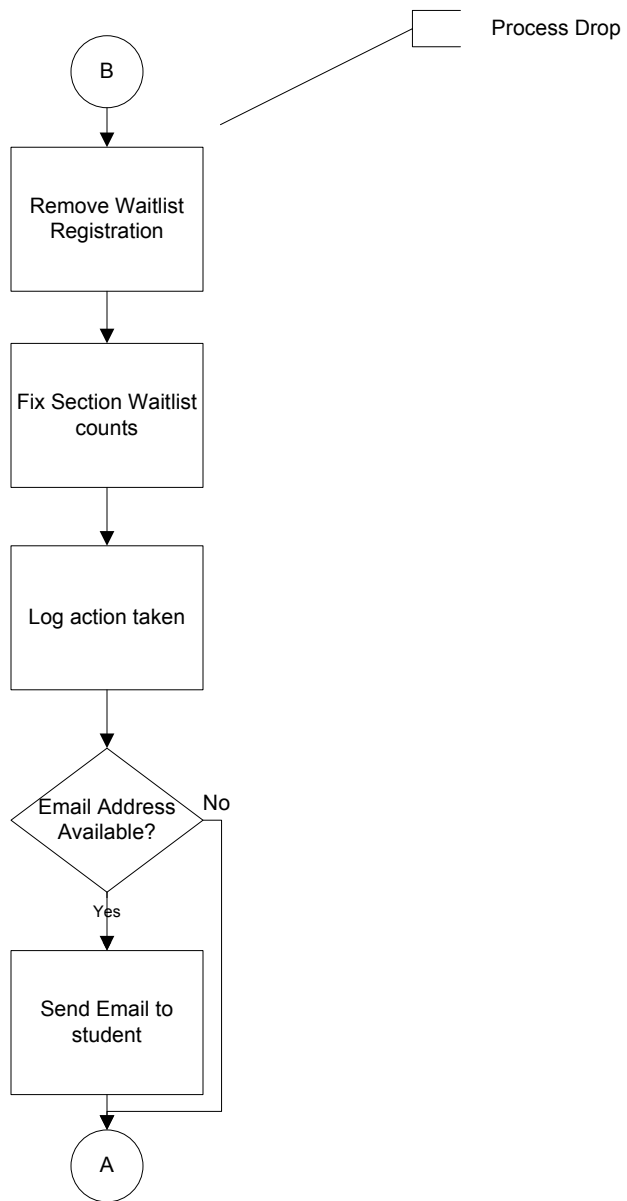 Process Drop
B
Remove Waitlist
Registration
Fix Section Waitlist
counts
Log action taken
Email Address
Available?
No
Yes
Send Email to
student
A